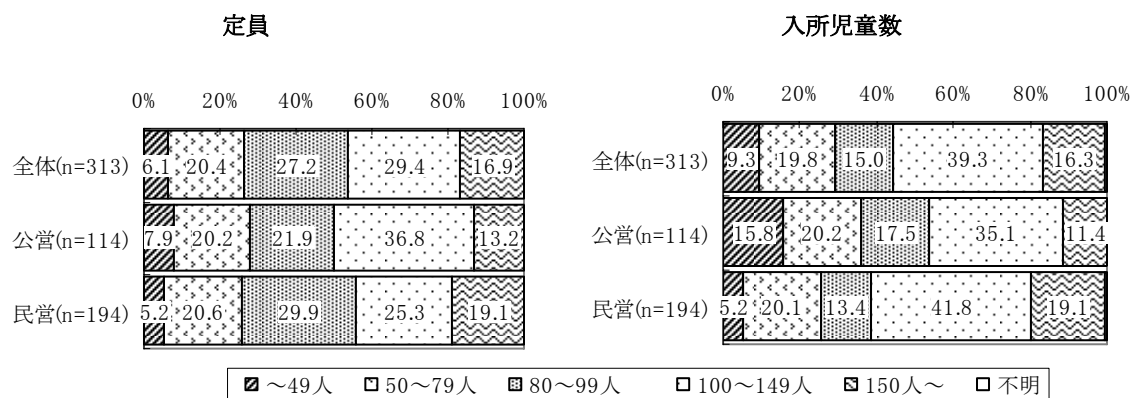 定員
0% 20% 40% 60% 80% 100%
全体(n=313) 6.1 20.4 27.2 29.4 16.9
公営(n=114) 7.9 20.2 21.9 36.8 13.2
民営(n=194) 5.2 20.6 29.9 25.3 19.1
入所児童数
0% 20% 40% 60% 80% 100%
全体(n=313) 9.3 19.8 15.0 39.3 16.3
公営(n=114) 15.8 20.2 17.5 35.1 11.4
民営(n=194) 5.2 20.1 13.4 41.8 19.1
～49人 50～79人 80～99人 100～149人 150人～ 不明